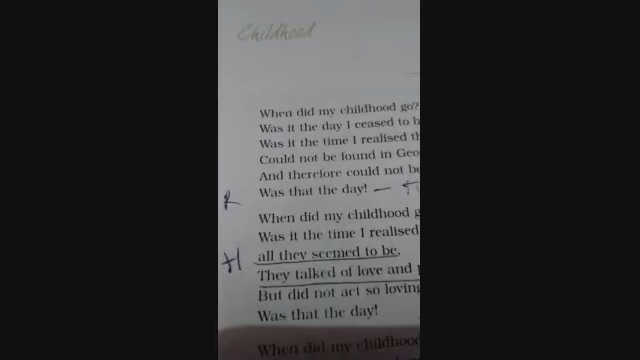 Childhood
When did my childhood go?
Was it the day I ceased to b
Was it the time I realised th
Could not be found in Geo
And therefore could not be
Was that the day! —
R
When did my childhood g
Was it the time I realised
all they seemed to be,
H
They talked of love and p
But did not act so loving
Was that the day!
When did my childhood